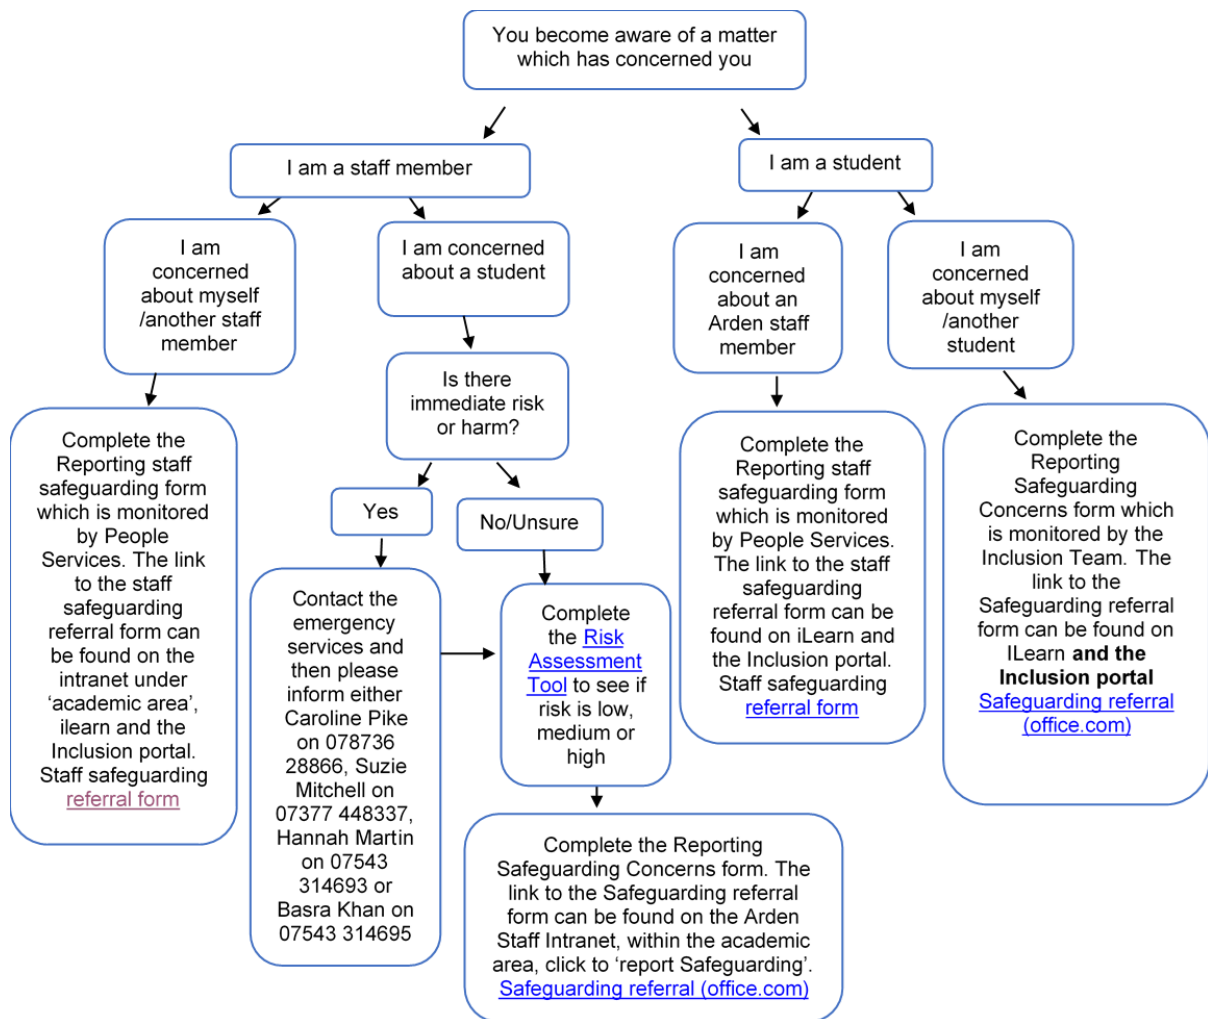 You become aware of a matter
which has concerned you
I am a staff member
I am a student
I am
concerned
about myself
/another staff
member
I am concerned
about a student
I am
concerned
about an
Arden staff
member
I am
concerned
about myself
/another
student
Is there
immediate risk
or harm?
Yes
No/Unsure
Complete the
Reporting staff
safeguarding form
which is monitored
by People
Services. The link
to the staff
safeguarding
referral form can
be found on the
intranet under
‘academic area’,
ilearn and the
Inclusion portal.
Staff safeguarding
referral form
Contact the
emergency
services and
then please
inform either
Caroline Pike
on 078736
28866, Suzie
Mitchell on
07377 448337,
Hannah Martin
on 07543
314693 or
Basra Khan on
07543 314695
Complete
the Risk
Assessment
Tool to see if
risk is low,
medium or
high
Complete the Reporting
Safeguarding Concerns form. The
link to the Safeguarding referral
form can be found on the Arden
Staff Intranet, within the academic
area, click to ‘report Safeguarding’.
Safeguarding referral (office.com)
Complete the
Reporting staff
safeguarding form
which is monitored
by People Services.
The link to the staff
safeguarding
referral form can be
found on iLearn and
the Inclusion portal.
Staff safeguarding
referral form
Complete the
Reporting
Safeguarding
Concerns form which
is monitored by the
Inclusion Team. The
link to the
Safeguarding referral
form can be found on
ILearn and the
Inclusion portal
Safeguarding referral
(office.com)